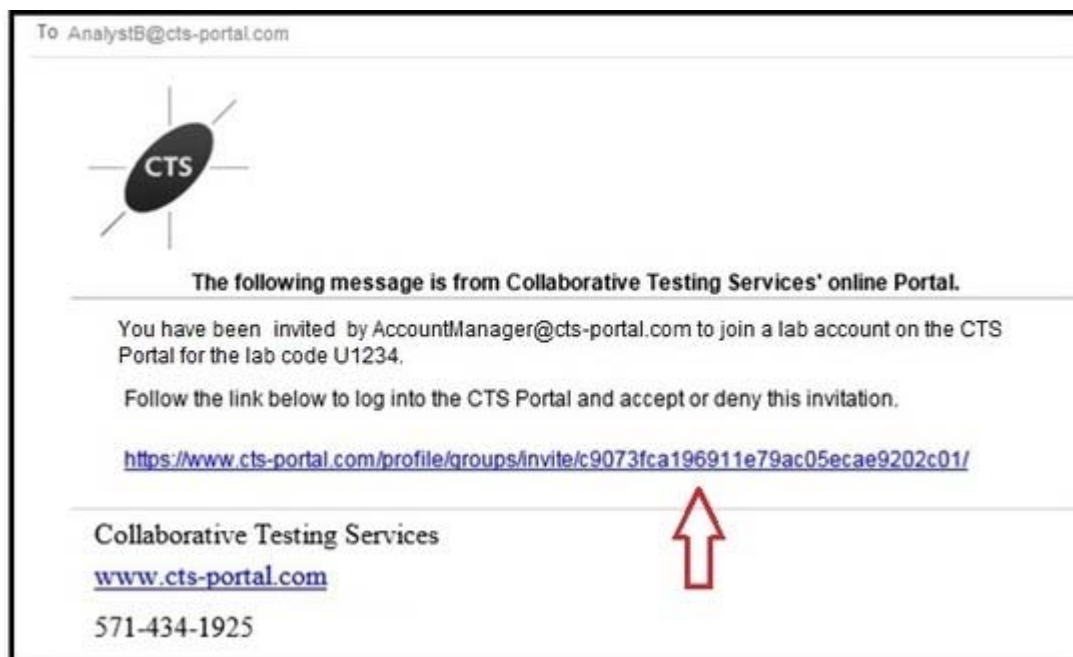 To AnalystB@cts-portal.com
CTS
The following message is from Collaborative Testing Services' online Portal.
You have been invited by AccountManager@cts-portal.com to join a lab account on the CTS
Portal for the lab code U1234.
Follow the link below to log into the CTS Portal and accept or deny this invitation.
https://www.cts-portal.com/profile/groups/invite/c9073fca196911e79ac05ecae9202c01/
Collaborative Testing Services
www.cts-portal.com
571-434-1925